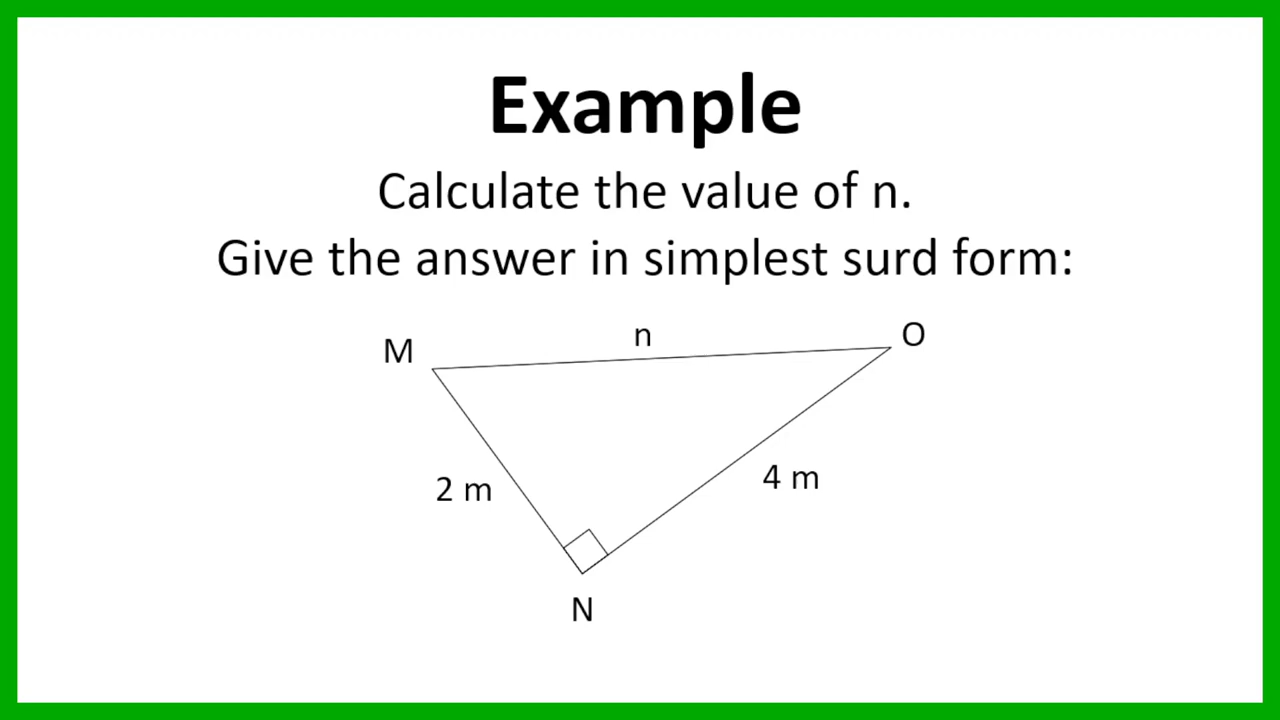 Example
Calculate the value of n.
Give the answer in simplest surd form:
M
n
O
2 m
4 m
N